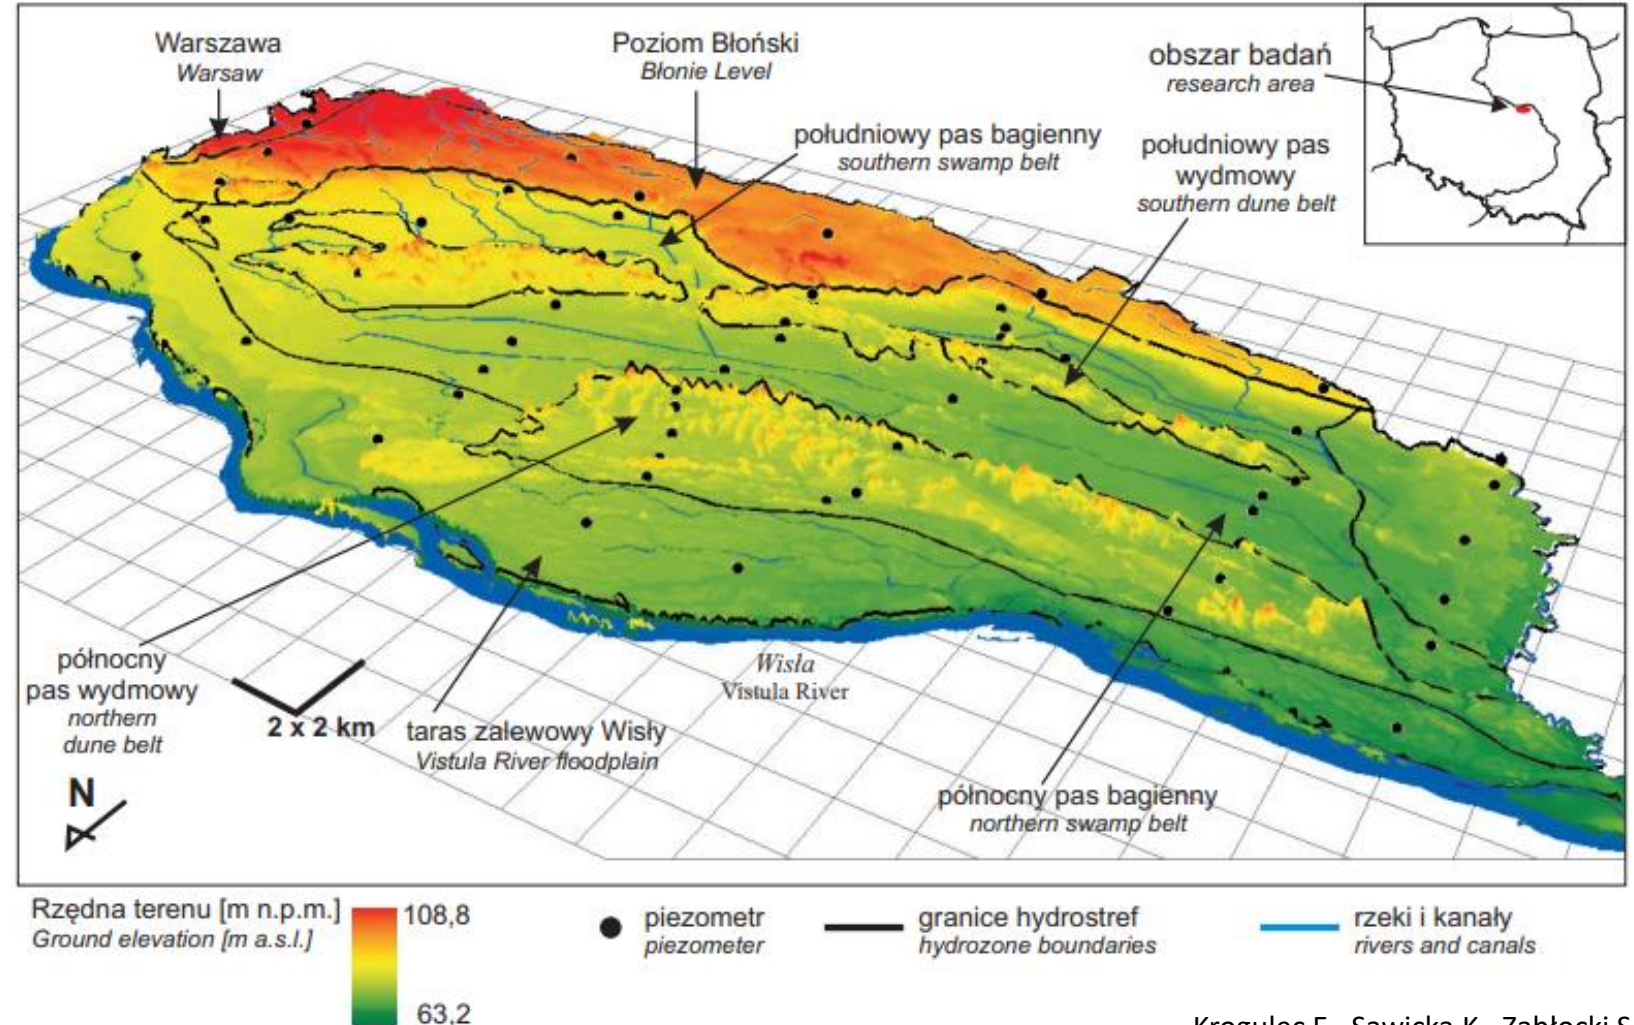 Warszawa
Warsaw
Poziom Błoński
Błonie Level
obszar badań
research area
południowy pas bagienny
southern swamp belt
południowy pas
wydmowy
southern dune belt
północny
pas wydmowy
northern
dune belt
2 x 2 km
taras zalewowy Wisły
Vistula River floodplain
Wisła
Vistula River
północny pas bagienny
northern swamp belt
N
Rzędna terenu [m n.p.m.]
Ground elevation [m a.s.l.]
108,8
63,2
piezometr
piezometer
granice hydrostref
hydrozone boundaries
rzeki i kanały
rivers and canals
Krogulec E., Sawicka K., Zabłocki S